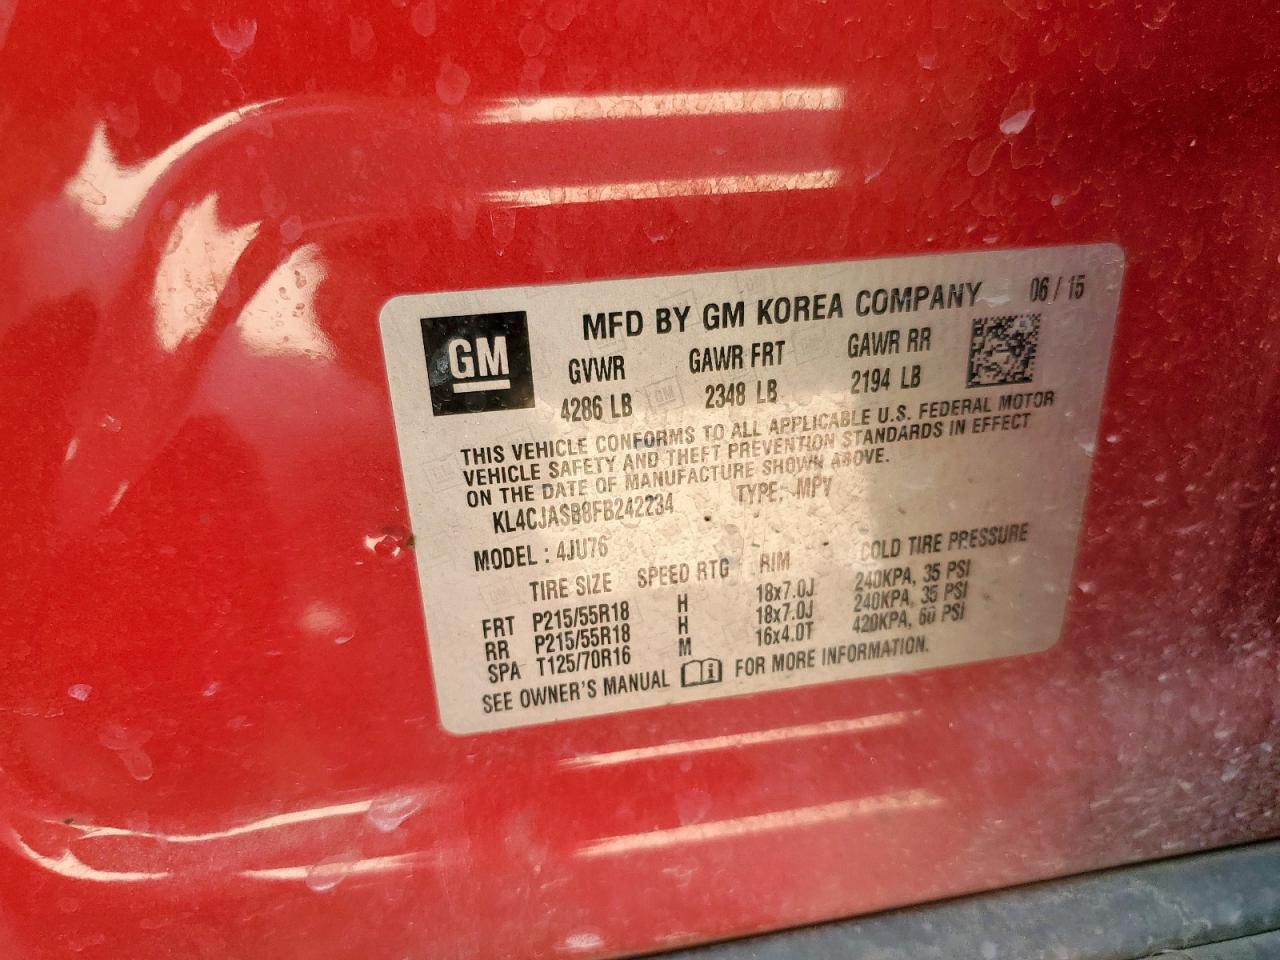 GM
MFD BY GM KOREA COMPANY 06 / 15
GVWR GAWR FRT GAWR RR
4286 LB 2348 LB 2194 LB
THIS VEHICLE CONFORMS TO ALL APPLICABLE U.S. FEDERAL MOTOR
VEHICLE SAFETY AND THEFT PREVENTION STANDARDS IN EFFECT
ON THE DATE OF MANUFACTURE SHOWN ABOVE.
KL4CJASB8FB242234 TYPE: MPV
MODEL : 4JU76
TIRE SIZE SPEED RTG RIM COLD TIRE PRESSURE
FRT P215/55R18 H 18x7.0J 240KPA, 35 PSI
RR P215/55R18 H 18x7.0J 240KPA, 35 PSI
SPA T125/70R16 M 16x4.0T 420KPA, 60 PSI
SEE OWNER'S MANUAL FOR MORE INFORMATION.